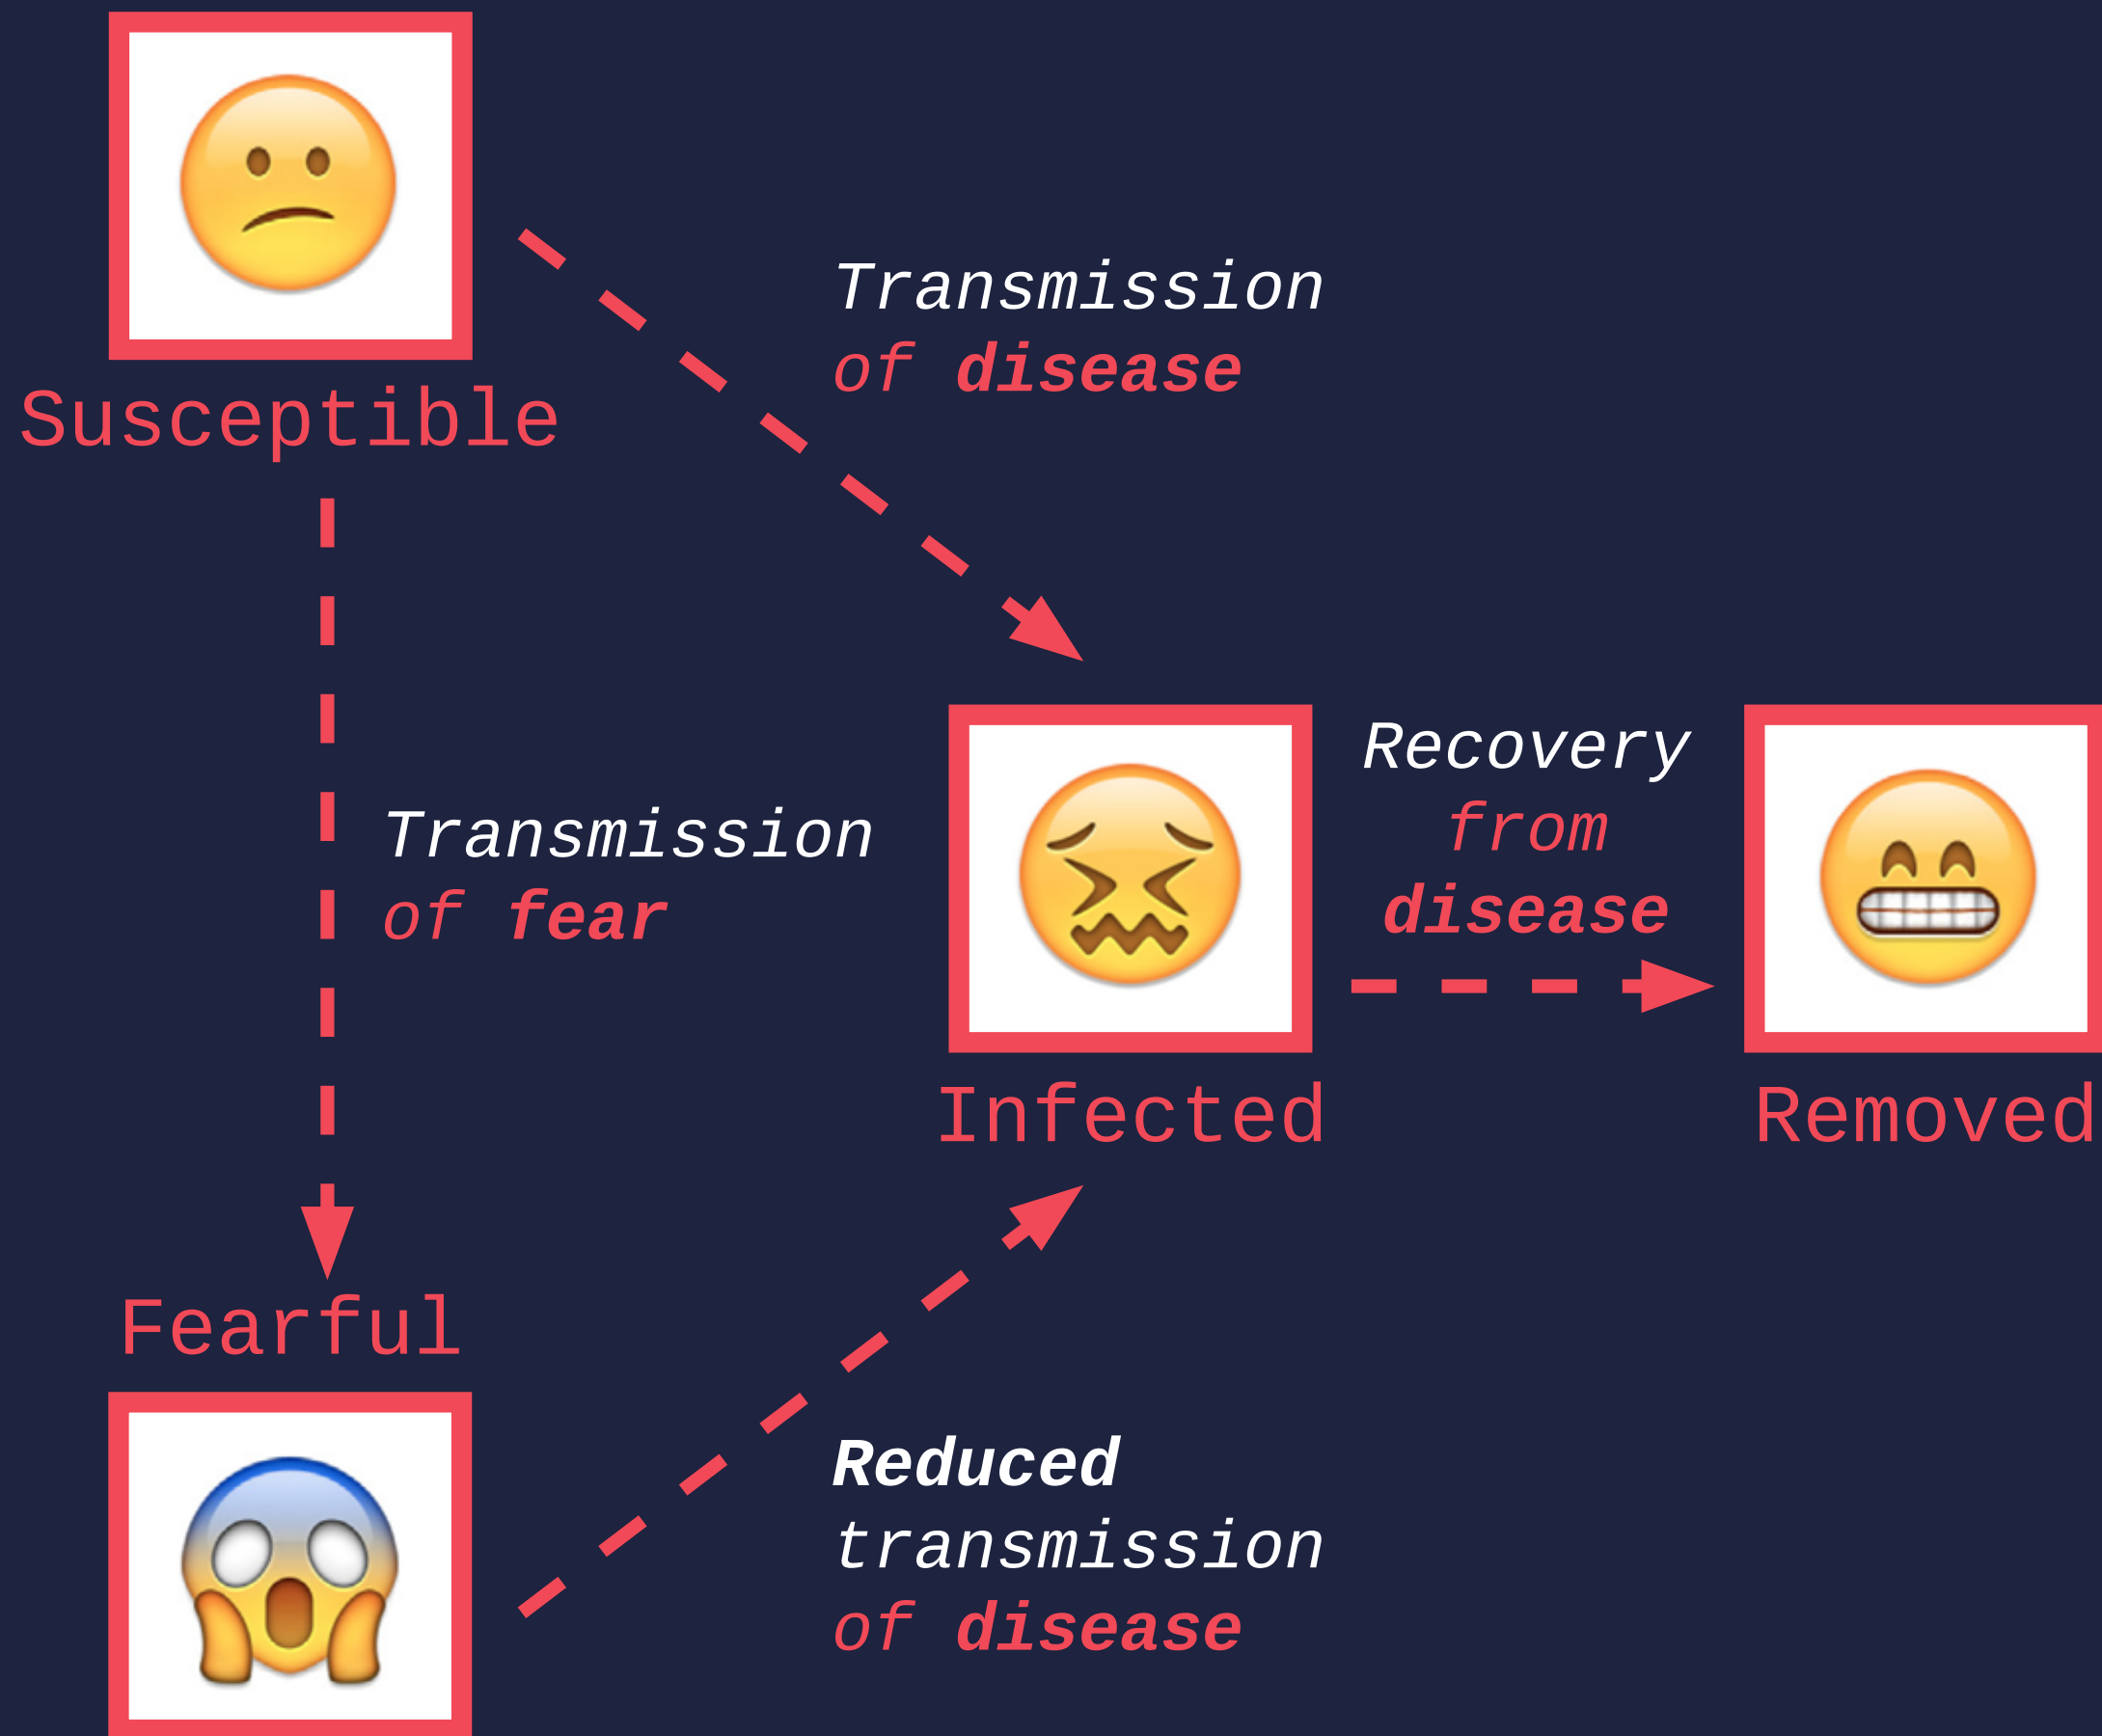 Transmission
of disease
Susceptible
Transmission
of fear
Recovery
from
disease
Infected
Removed
Fearful
Reduced
transmission
of disease